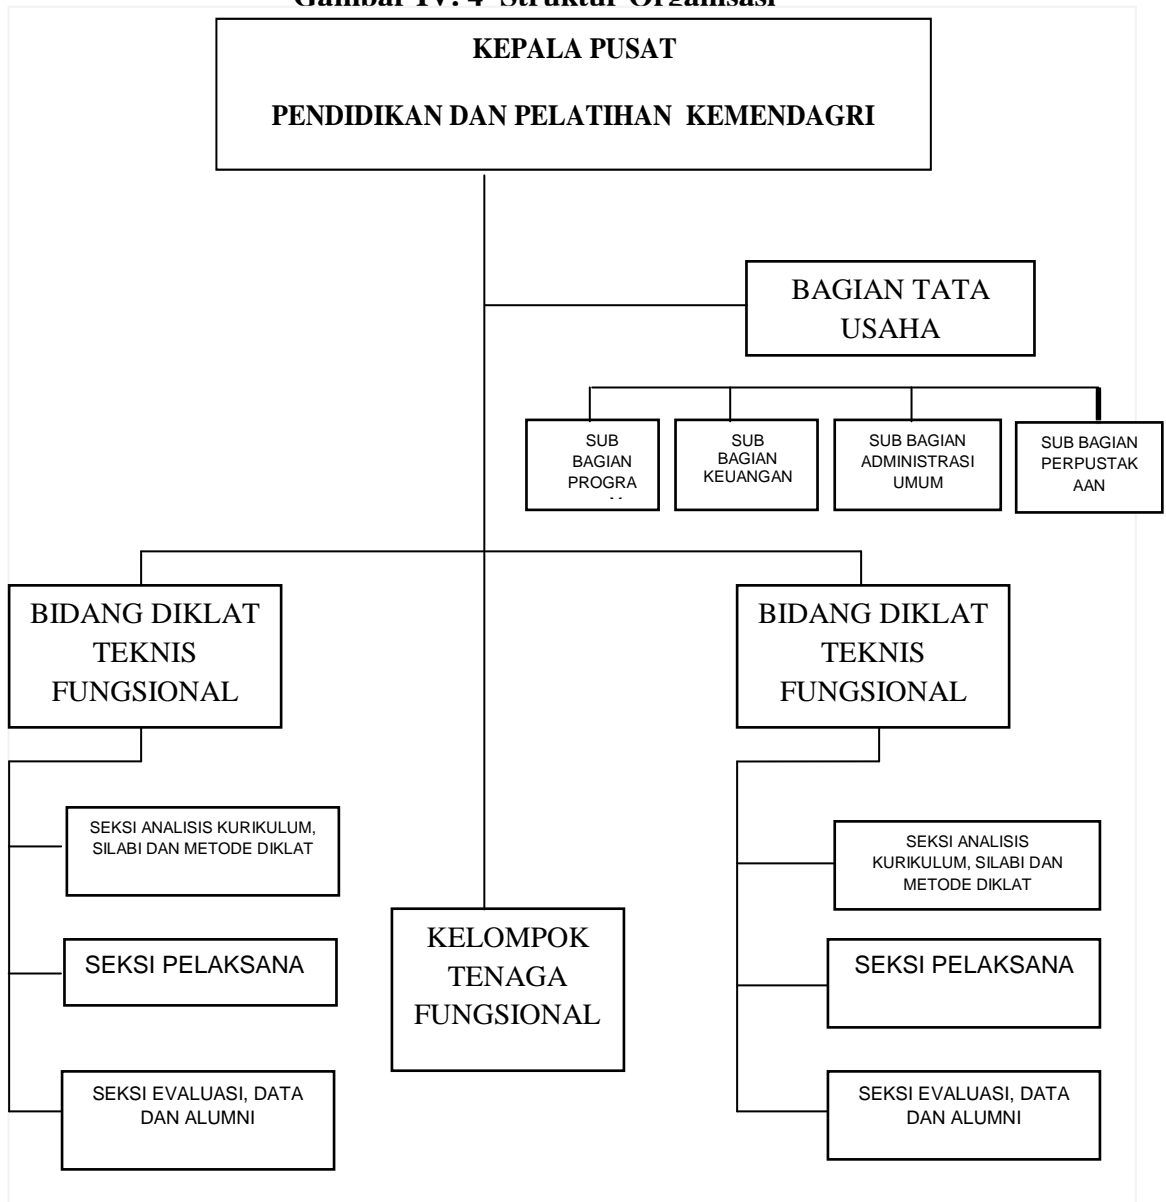 Gambar IV. 4 Struktur Organisasi
KEPALA PUSAT
PENDIDIKAN DAN PELATIHAN KEMENDAGRI
BAGIAN TATA
USAHA
SUB
BAGIAN
PROGRA
SUB
BAGIAN
KEUANGAN
SUB BAGIAN
ADMINISTRASI
UMUM
SUB BAGIAN
PERPUSTAK
AAN
BIDANG DIKLAT
TEKNIS
FUNGSIONAL
BIDANG DIKLAT
TEKNIS
FUNGSIONAL
SEKSI ANALISIS KURIKULUM,
SILABI DAN METODE DIKLAT
SEKSI PELAKSANA
SEKSI EVALUASI, DATA
DAN ALUMNI
KELOMPOK
TENAGA
FUNGSIONAL
SEKSI ANALISIS
KURIKULUM, SILABI DAN
METODE DIKLAT
SEKSI PELAKSANA
SEKSI EVALUASI, DATA
DAN ALUMNI